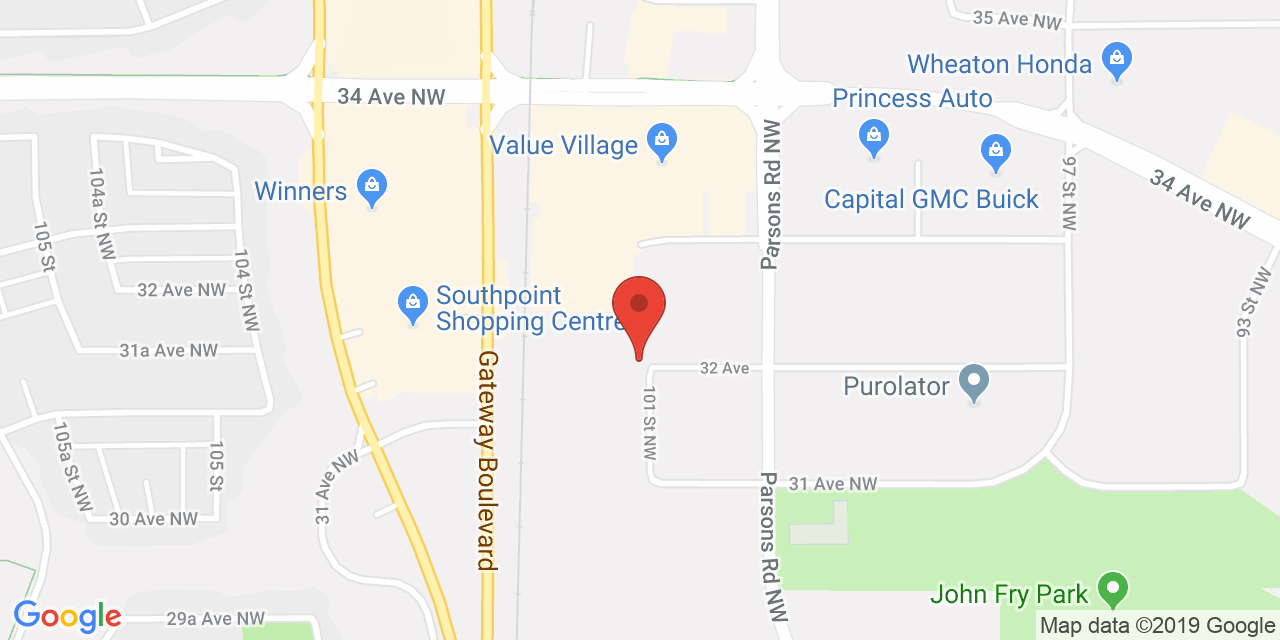 35 Ave NW
Wheaton Honda
34 Ave NW
Princess Auto
Value Village
Parsons Rd NW
97 St NW
Winners
Capital GMC Buick
34 Ave NW
104a St NW
105 St
104 St NW
32 Ave NW
Southpoint
Shopping Centre
93 St NW
31a Ave NW
Gateway Boulevard
32 Ave
Purolator
101 St NW
105a St NW
105 St
31 Ave NW
31 Ave NW
Parsons Rd NW
30 Ave NW
John Fry Park
Google
29a Ave NW
Map data ©2019 Google